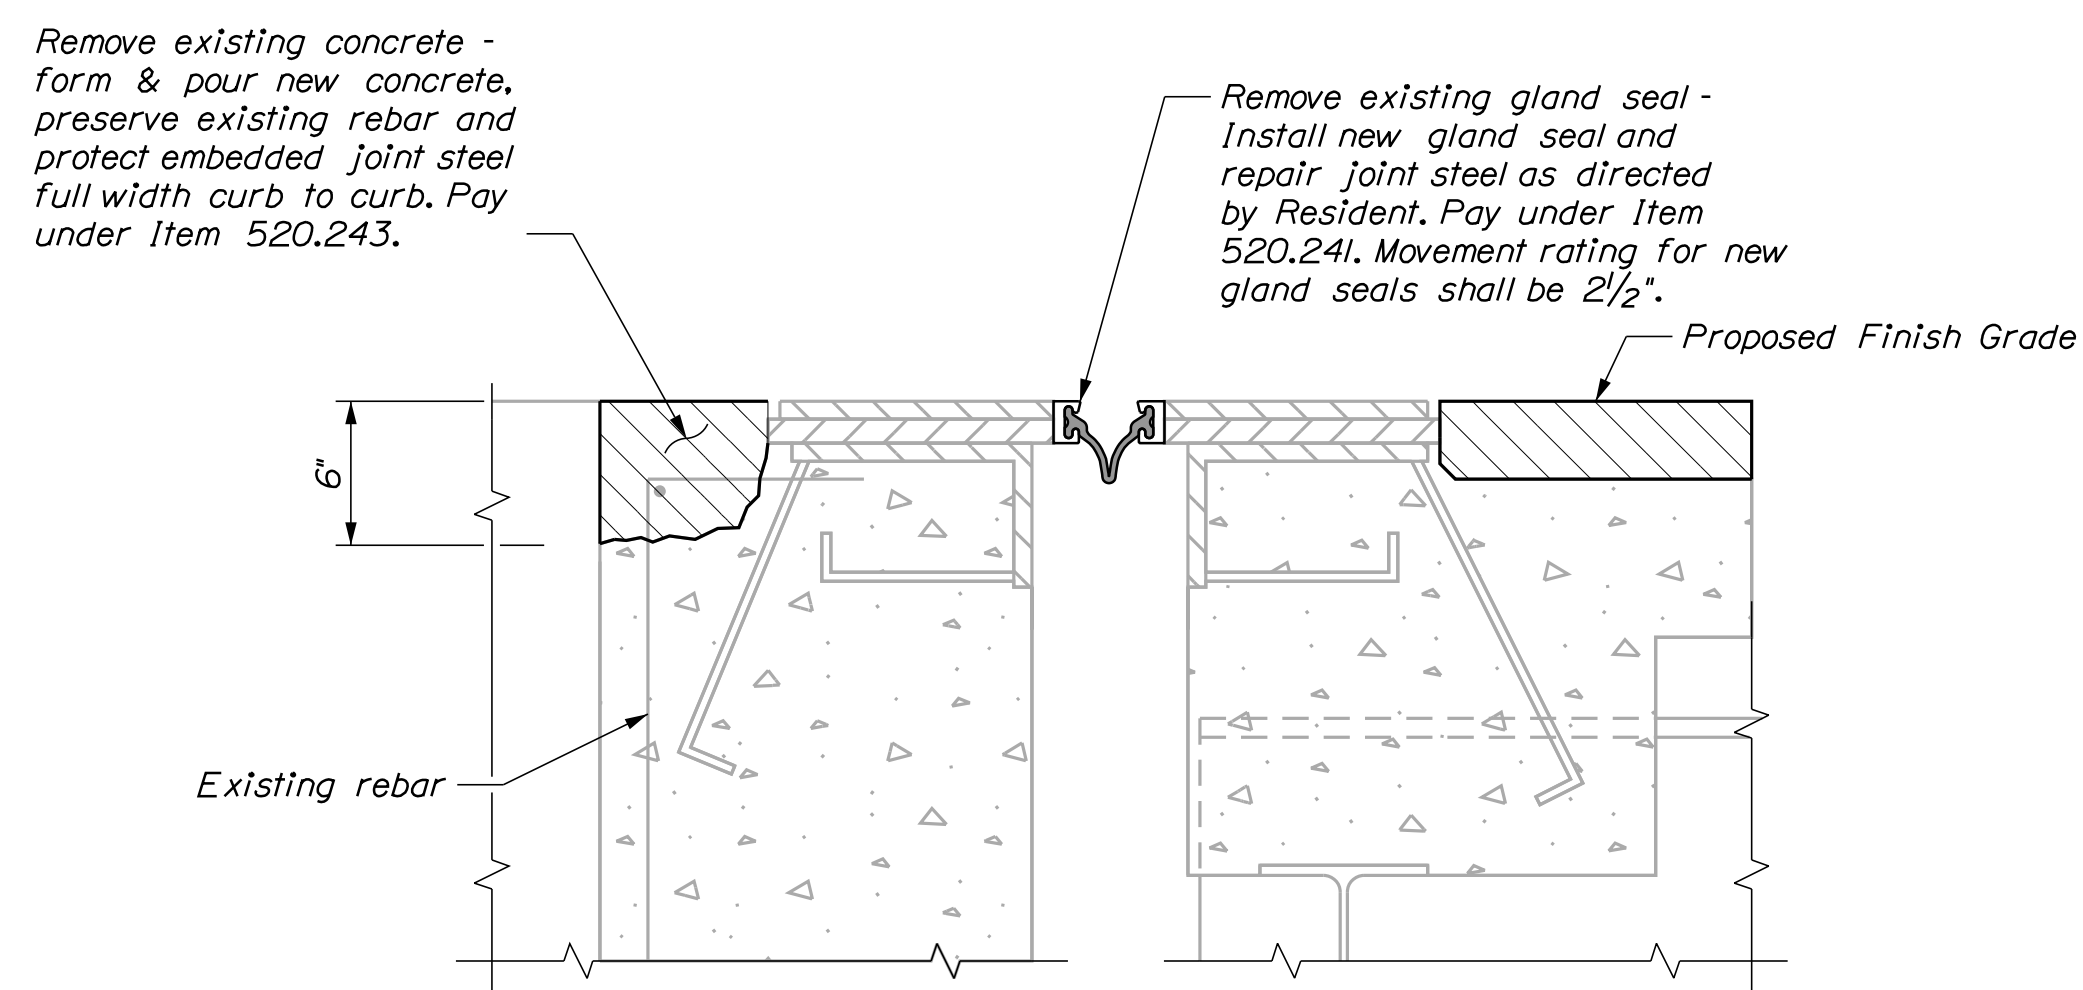 Remove existing concrete -
form & pour new concrete,
preserve existing rebar and
protect embedded joint steel
full width curb to curb. Pay
under Item 520.243.
Remove existing gland seal -
Install new gland seal and
repair joint steel as directed
by Resident. Pay under Item
520.241. Movement rating for new
gland seals shall be 2 1/2".
Proposed Finish Grade
6"
Existing rebar